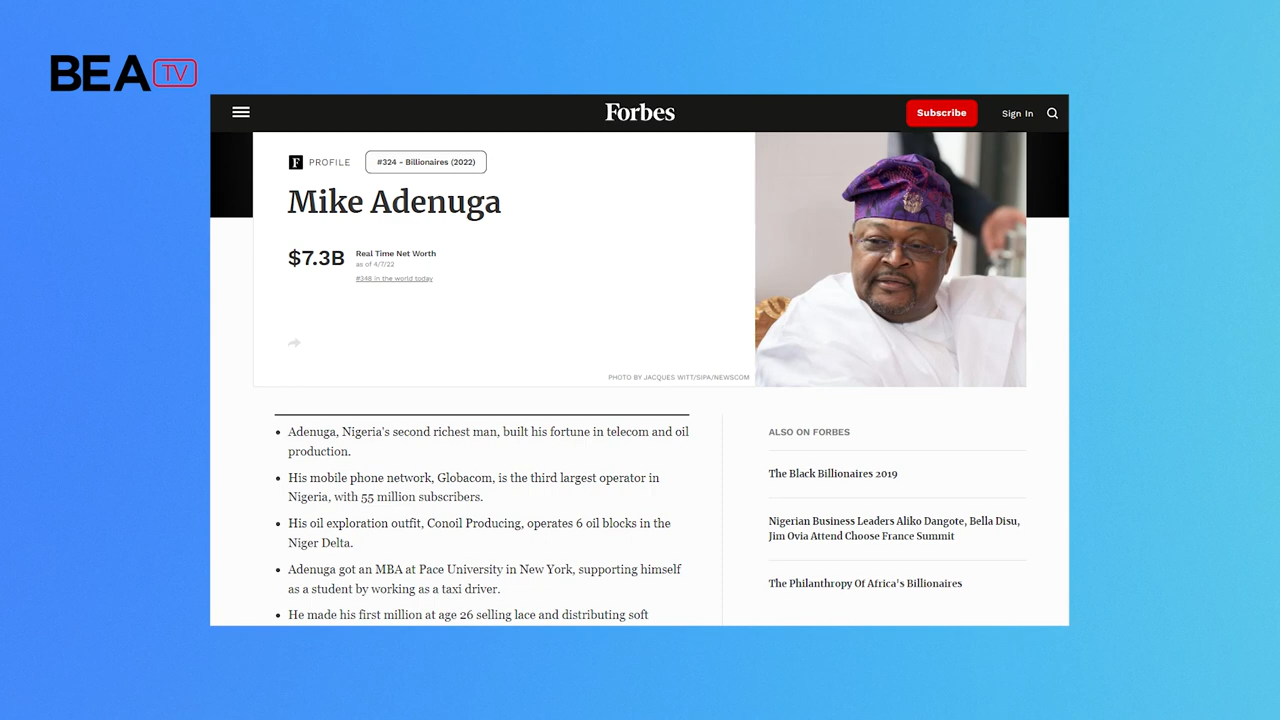 BEA TV
Forbes
Subscribe
Sign In
F PROFILE
#324 - Billionaires (2022)
Mike Adenuga
$7.3B
Real Time Net Worth
as of 4/7/22
#348 in the world today
PHOTO BY JACQUES WITT/SIPA/NEWSCOM
Adenuga, Nigeria's second richest man, built his fortune in telecom and oil
production.
His mobile phone network, Globacom, is the third largest operator in
Nigeria, with 55 million subscribers.
His oil exploration outfit, Conoil Producing, operates 6 oil blocks in the
Niger Delta.
Adenuga got an MBA at Pace University in New York, supporting himself
as a student by working as a taxi driver.
He made his first million at age 26 selling lace and distributing soft
ALSO ON FORBES
The Black Billionaires 2019
Nigerian Business Leaders Aliko Dangote, Bella Disu,
Jim Ovia Attend Choose France Summit
The Philanthropy Of Africa's Billionaires